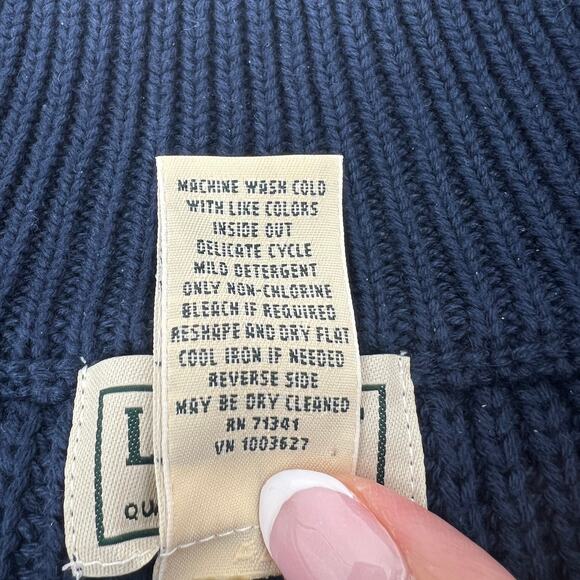 MACHINE WASH COLD
WITH LIKE COLORS
INSIDE OUT
DELICATE CYCLE
MILD DETERGENT
ONLY NON-CHLORINE
BLEACH IF REQUIRED
RESHAPE AND DRY FLAT
COOL IRON IF NEEDED
REVERSE SIDE
MAY BE DRY CLEANED
RN 71341
VN 1003627